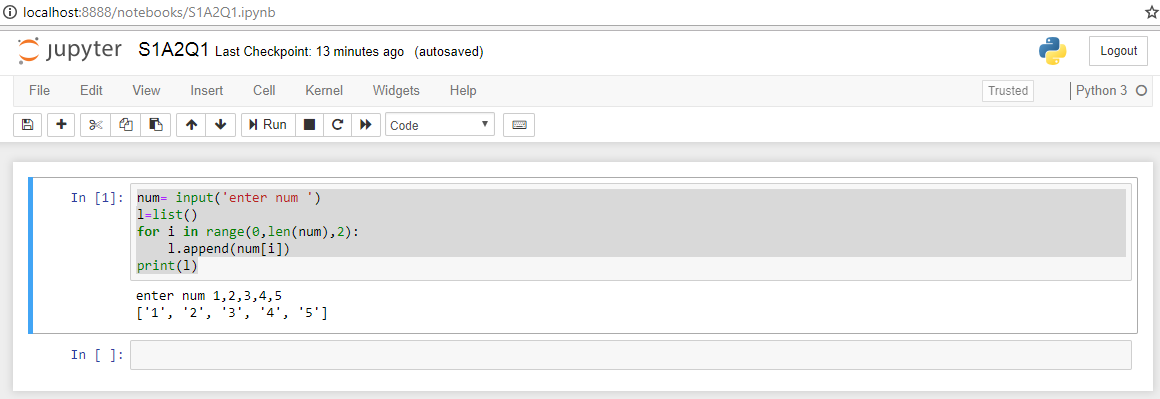 localhost:8888/notebooks/S1A2Q1.ipynb
jupyter S1A2Q1 Last Checkpoint: 13 minutes ago (autosaved) Logout
File Edit View Insert Cell Kernel Widgets Help Trusted Python 3
Run Code
In [1]: num= input('enter num ')
l=list()
for i in range(0,len(num),2):
    l.append(num[i])
print(l)
enter num 1,2,3,4,5
['1', '2', '3', '4', '5']
In [ ]: